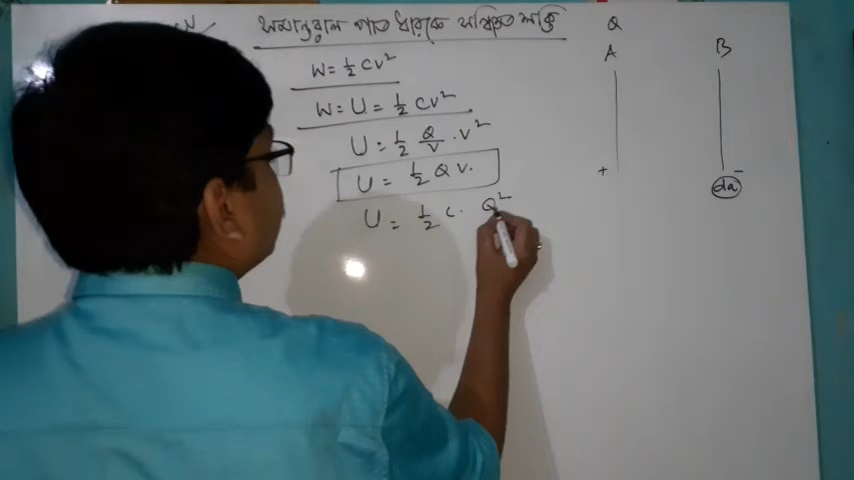 সমান্তরাল পাত ধারকে সঞ্চিত শক্তি
W = ½ CV²
W = U = ½ CV²
U = ½ Q/V · V²
U = ½ Q V.
U = ½ C · Q²
Q
A B
+ −
da